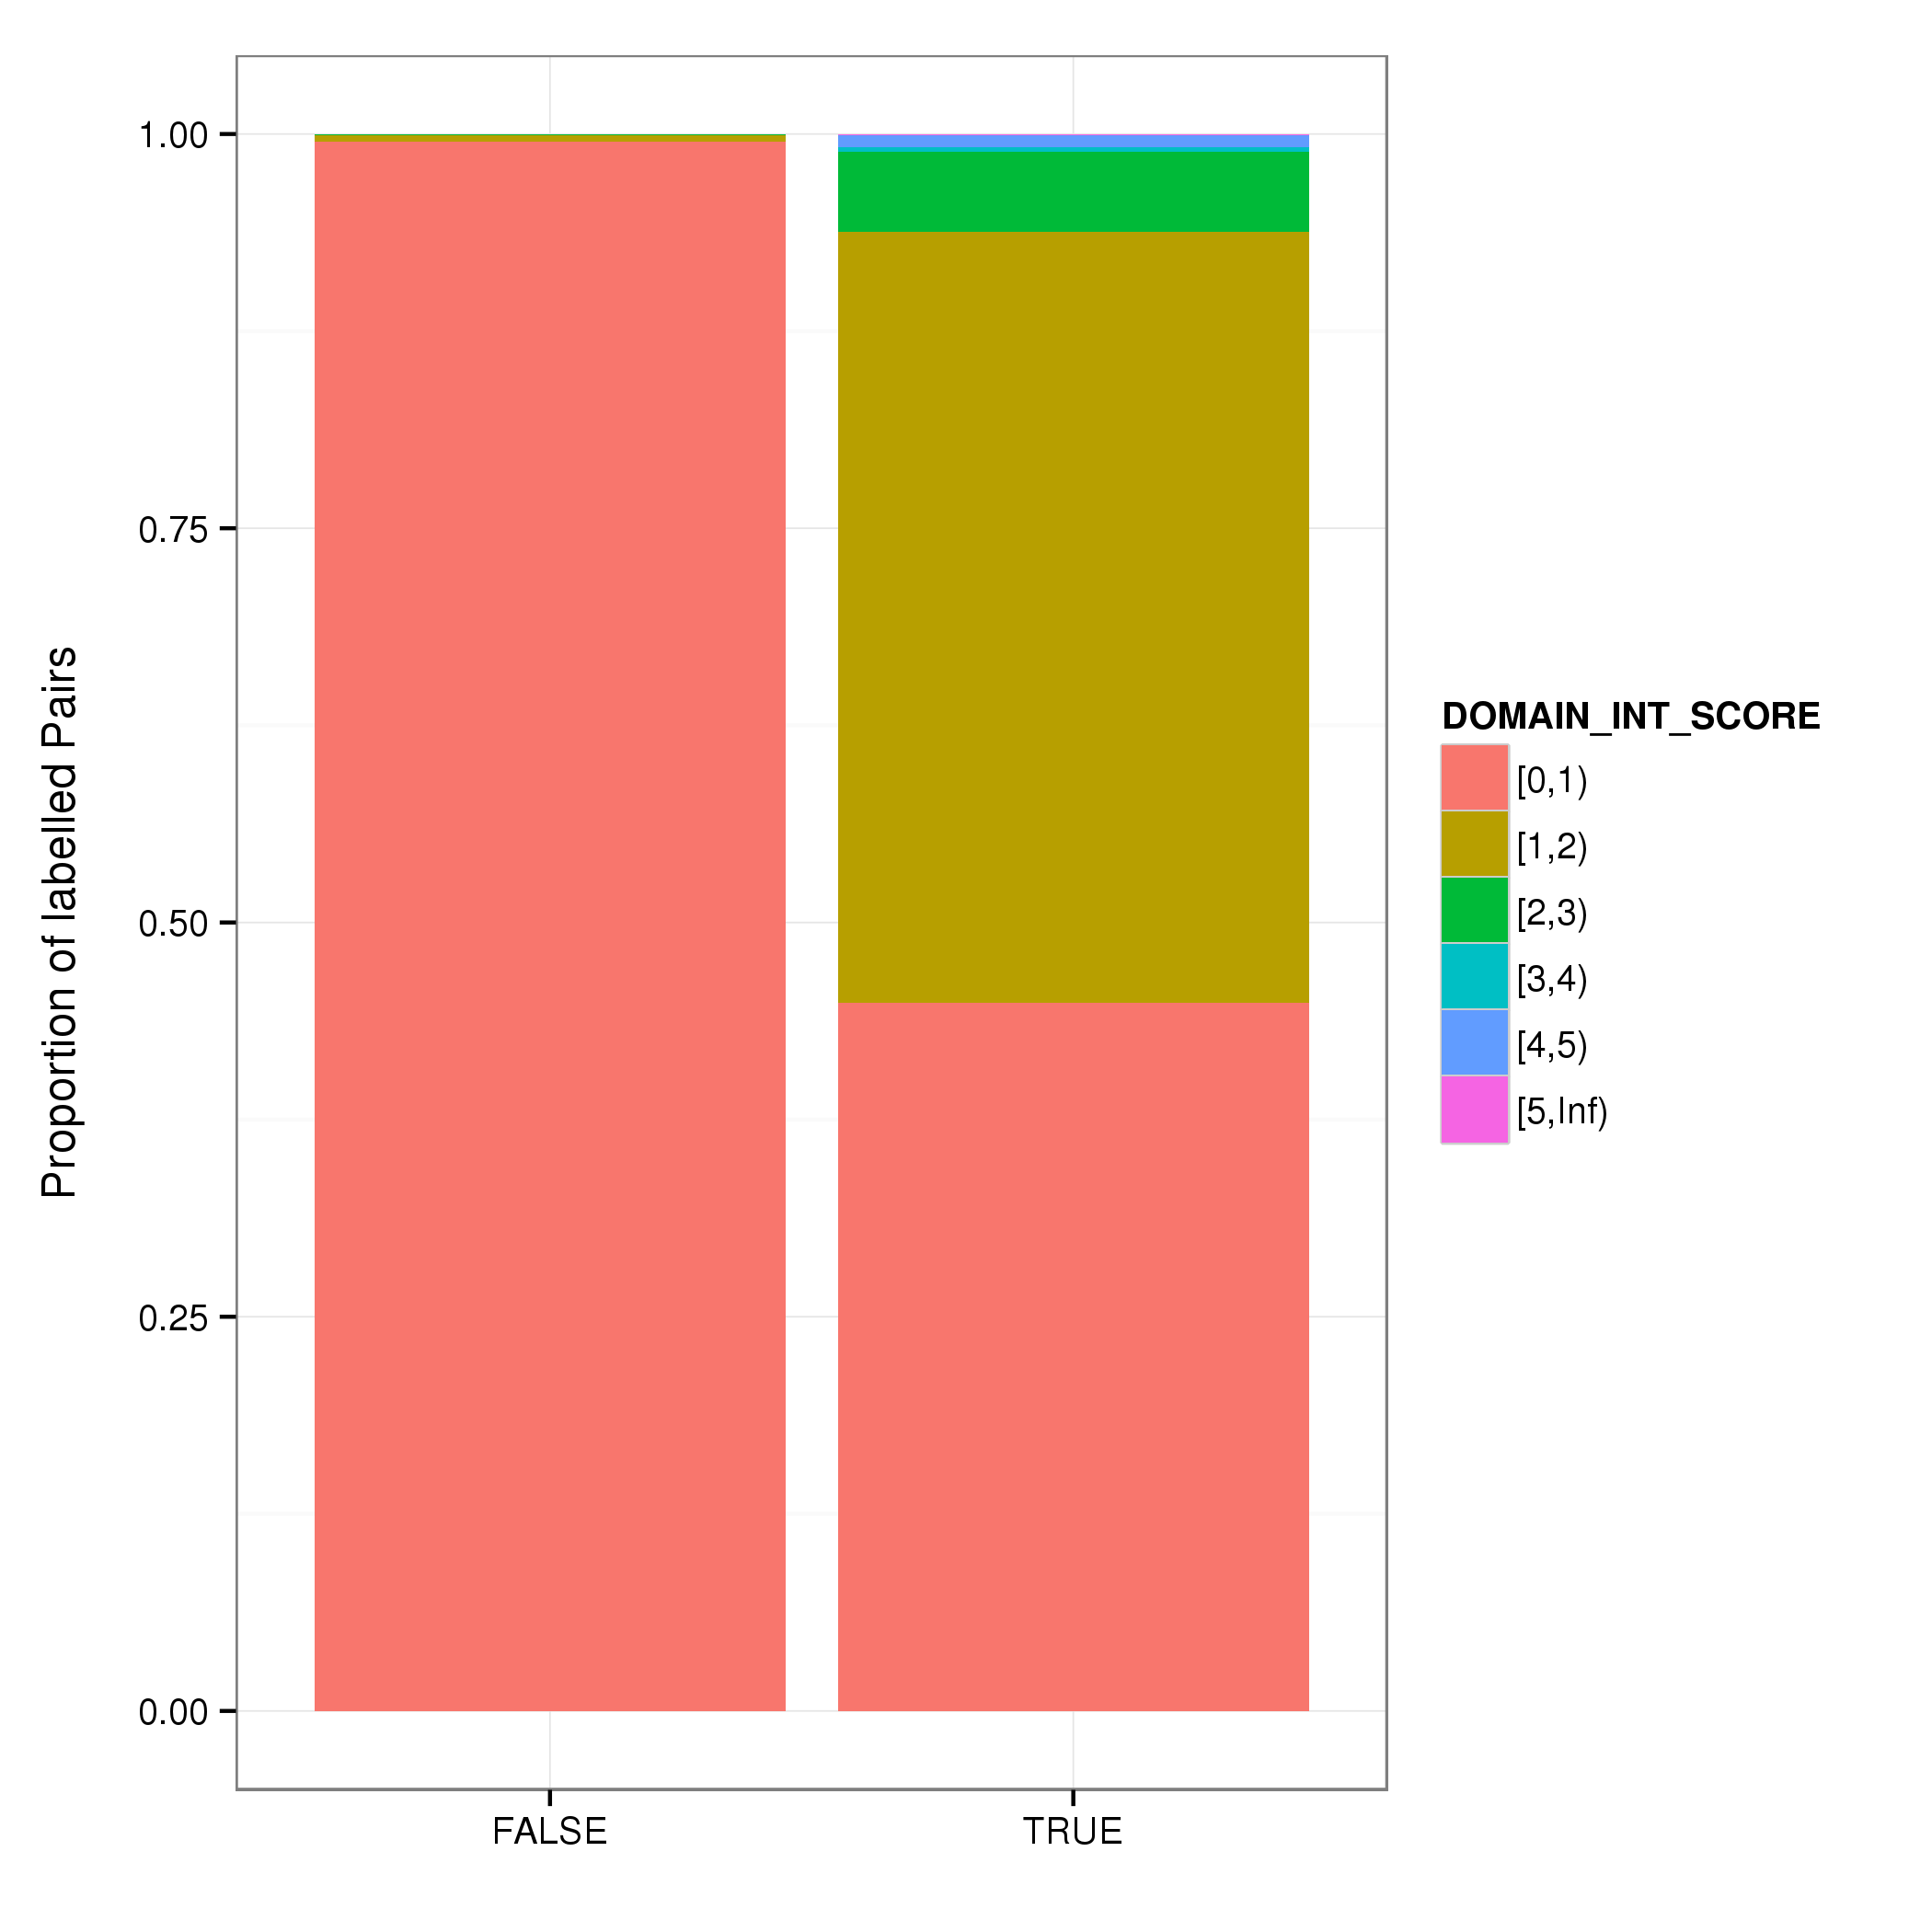 Proportion of labelled Pairs
1.00
0.75
0.50
0.25
0.00
FALSE
TRUE
DOMAIN_INT_SCORE
[0,1)
[1,2)
[2,3)
[3,4)
[4,5)
[5,Inf)